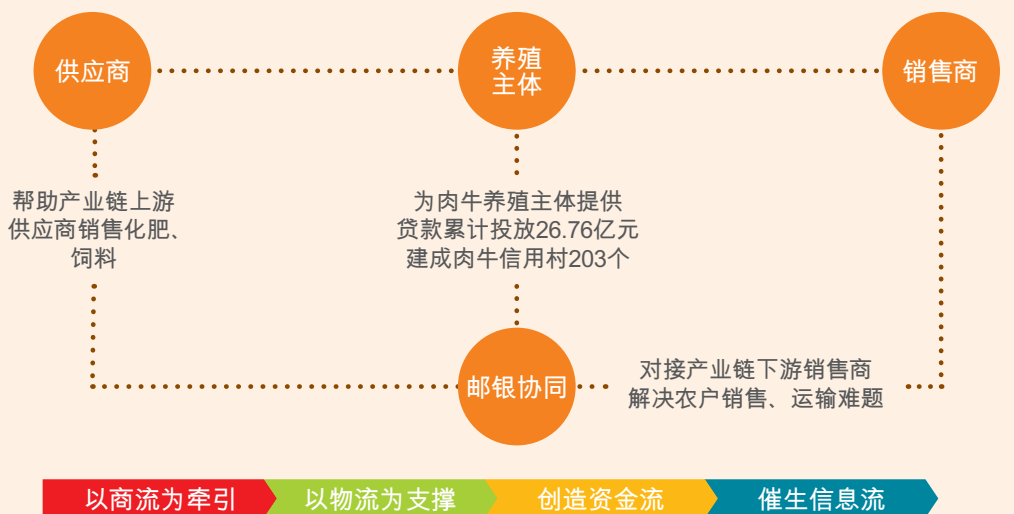 供应商
养殖
主体
销售商
帮助产业链上游
供应商销售化肥、
饲料
为肉牛养殖主体提供
贷款累计投放26.76亿元
建成肉牛信用村203个
邮银协同
对接产业链下游销售商
解决农户销售、运输难题
以商流为牵引
以物流为支撑
创造资金流
催生信息流